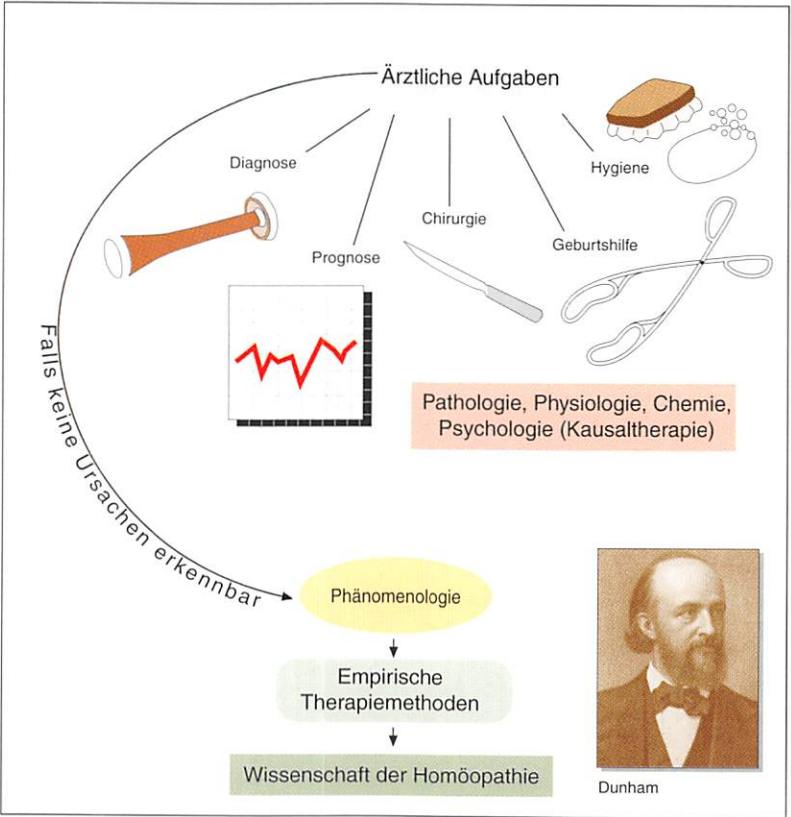 Ärztliche Aufgaben
Diagnose
Hygiene
Chirurgie
Geburtshilfe
Prognose
Falls keine Ursachen erkennbar
Pathologie, Physiologie, Chemie,
Psychologie (Kausaltherapie)
Phänomenologie
Empirische
Therapiemethoden
Wissenschaft der Homöopathie
Dunham